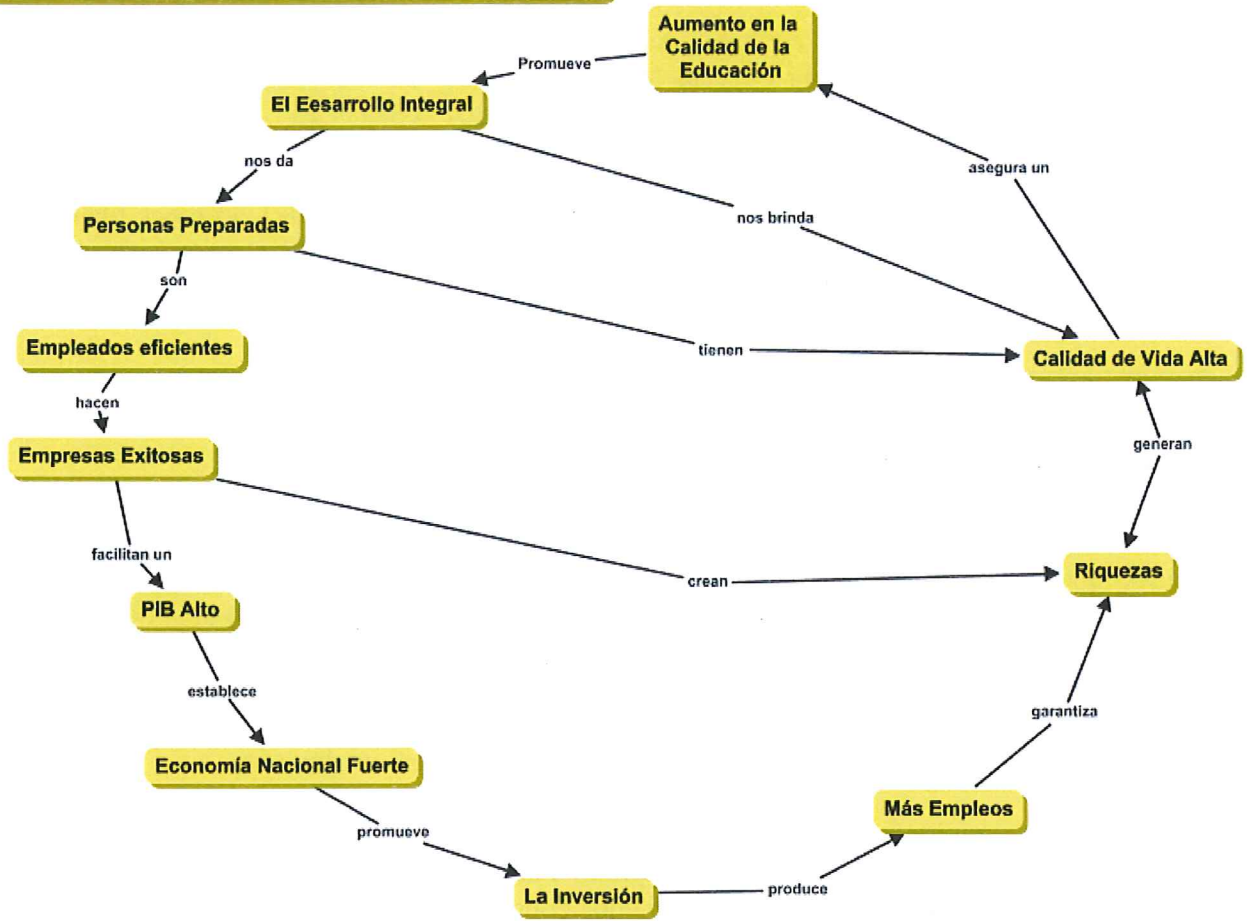 Aumento en la
Calidad de la
Educación
Promueve
El Eesarrollo Integral
nos da
asegura un
Personas Preparadas
nos brinda
son
Empleados eficientes
tienen
Calidad de Vida Alta
hacen
Empresas Exitosas
generan
facilitan un
crean
Riquezas
PIB Alto
establece
garantiza
Economía Nacional Fuerte
Más Empleos
promueve
La Inversión
produce